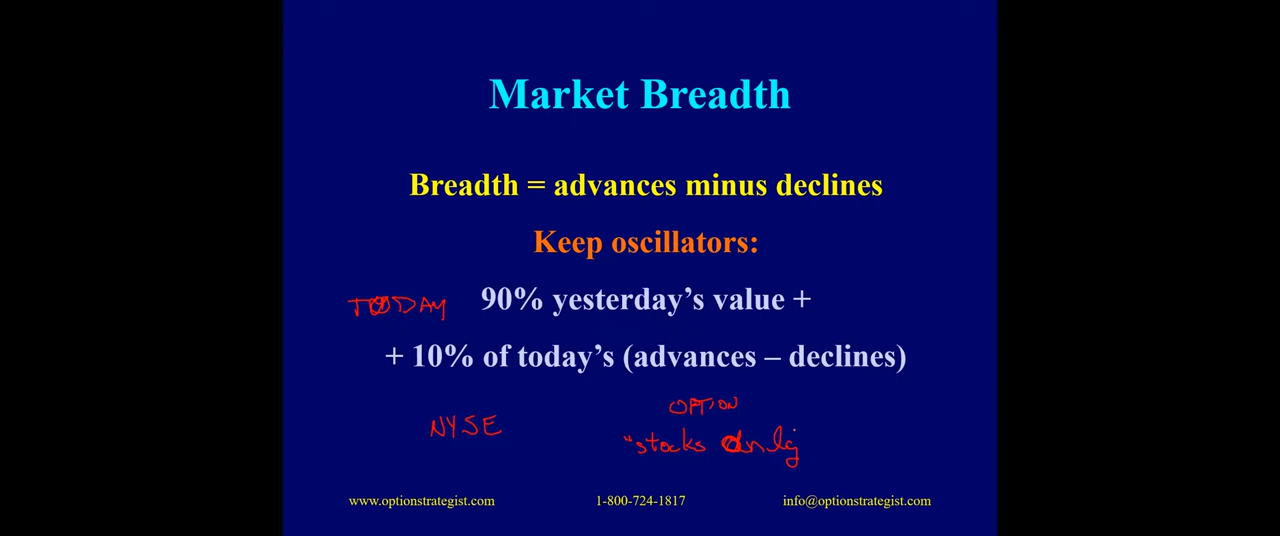 Market Breadth
Breadth = advances minus declines
Keep oscillators:
TODAY 90% yesterday’s value +
+ 10% of today’s (advances – declines)
OPTION
NYSE "stocks only
www.optionstrategist.com 1-800-724-1817 info@optionstrategist.com